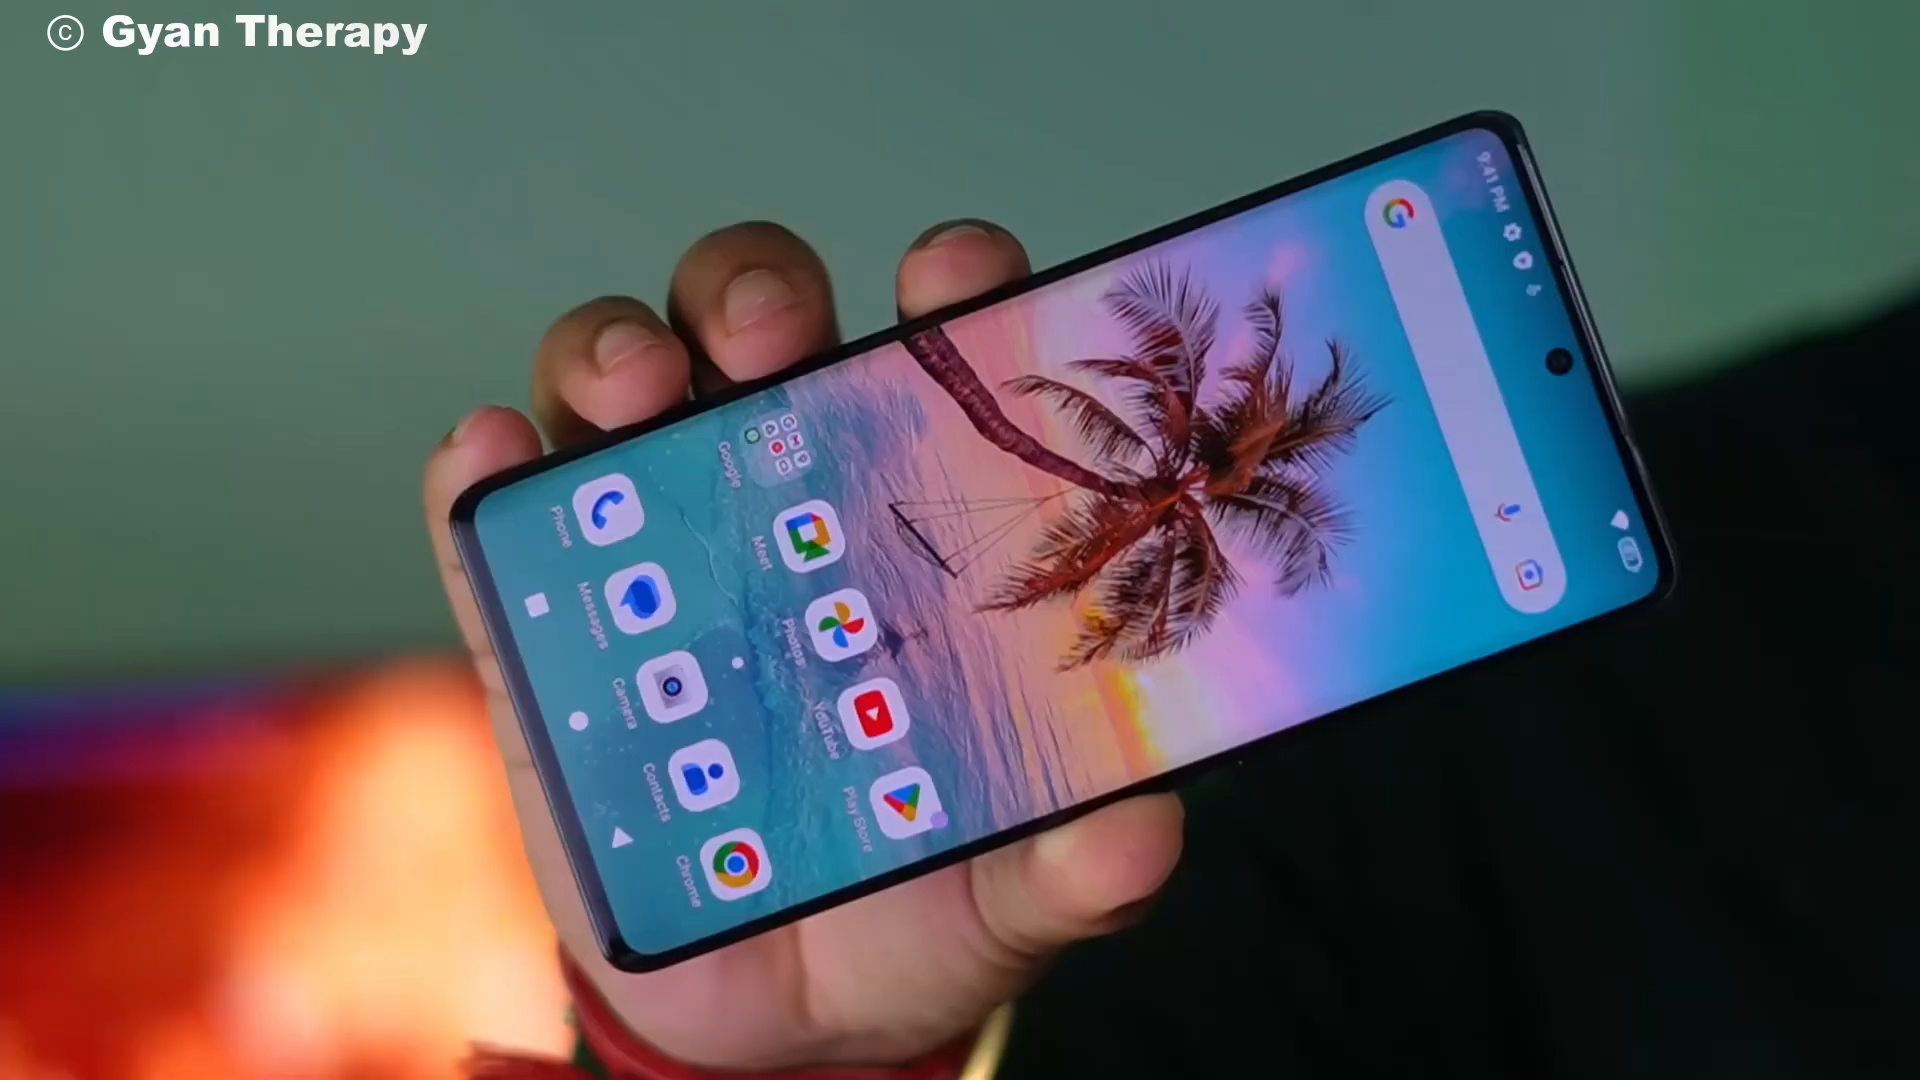 © Gyan Therapy
9:41 PM
Google
Meet
Photos
YouTube
Play Store
Phone
Messages
Camera
Contacts
Chrome